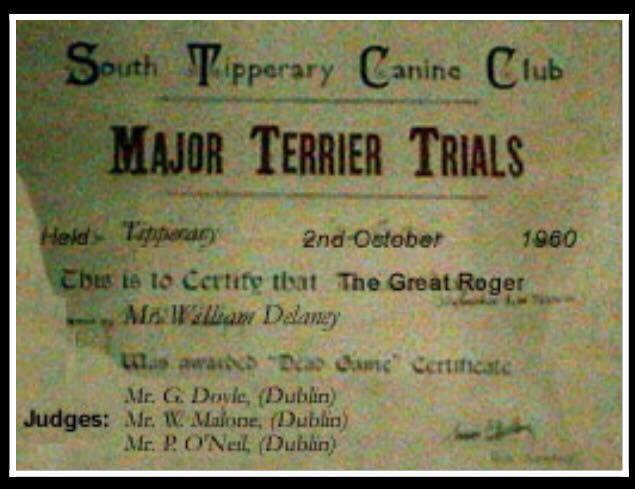 South Tipperary Canine Club
MAJOR TERRIER TRIALS
Held:- Tipperary 2nd October 1960
This is to Certify that The Great Roger
Mr. William Delaney
Was awarded "Dead Game" Certificate
Mr. G. Doyle, (Dublin)
Judges: Mr. W. Malone, (Dublin)
Mr. P. O'Neil, (Dublin)